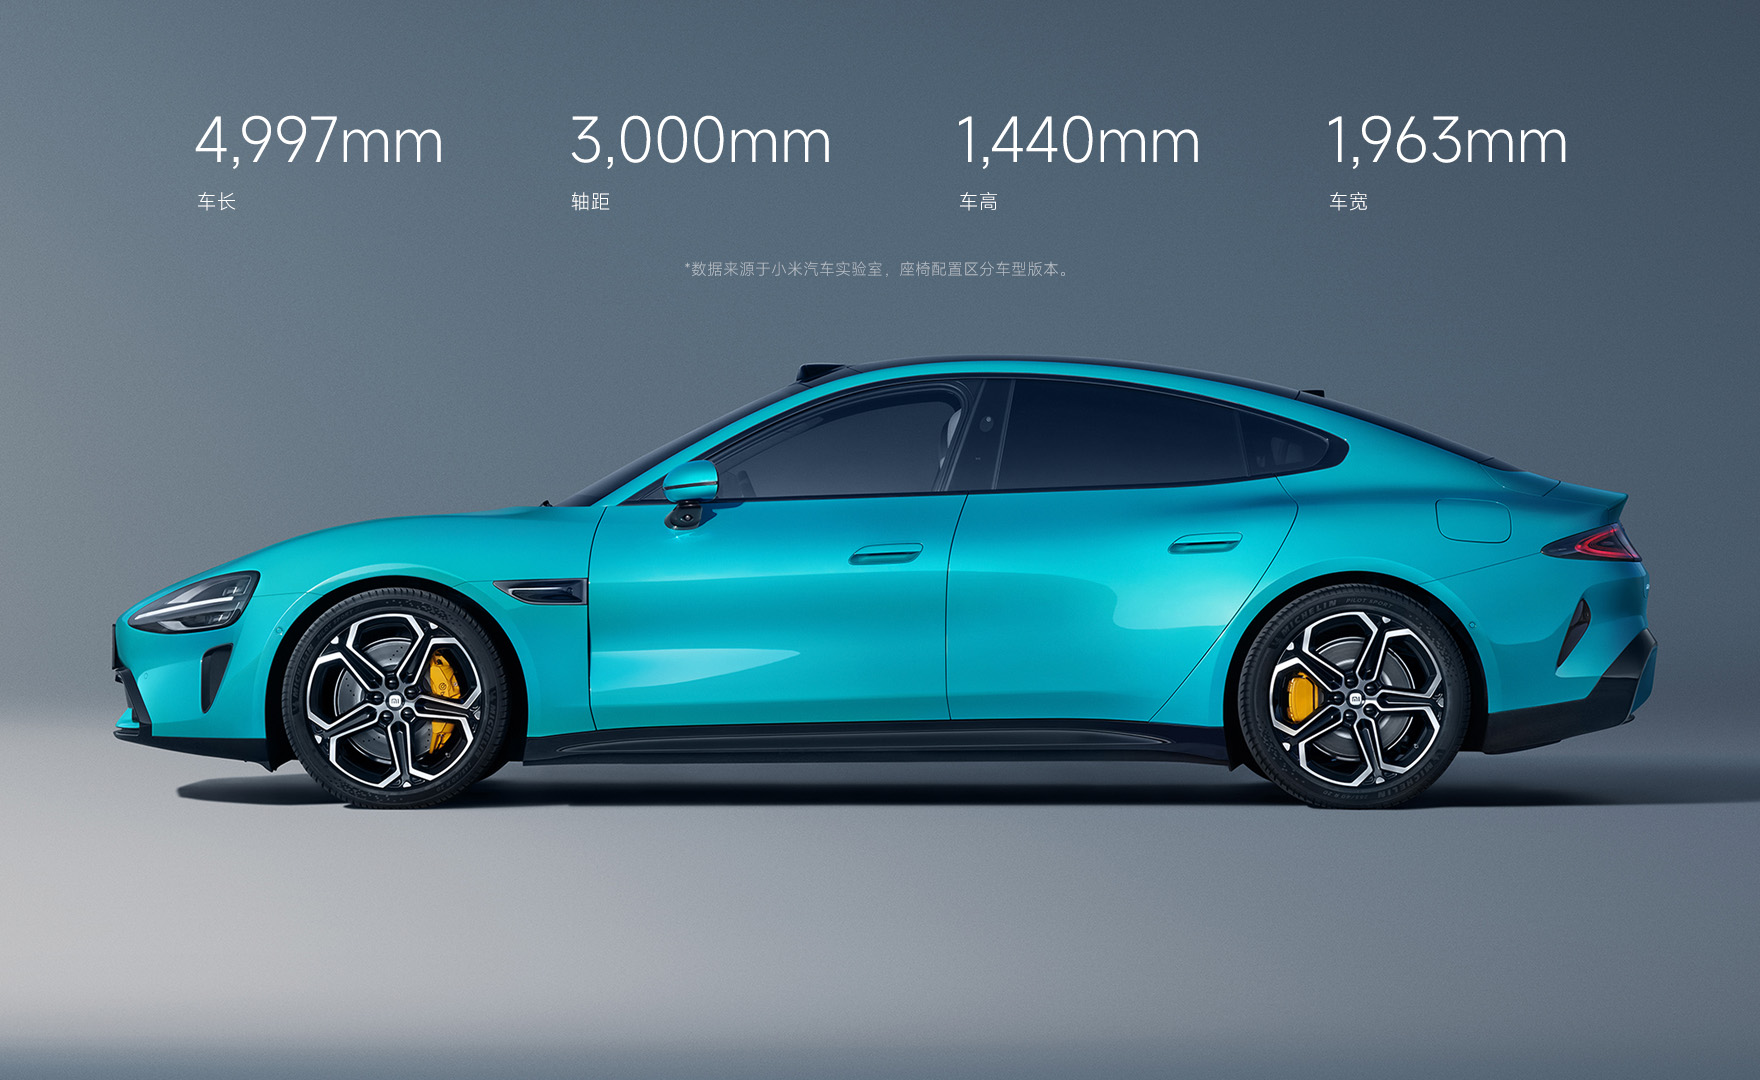 4,997mm
车长
3,000mm
轴距
1,440mm
车高
1,963mm
车宽
*数据来源于小米汽车实验室，座椅配置区分车型版本。
MICHELIN PILOT SPORT
MICHELIN